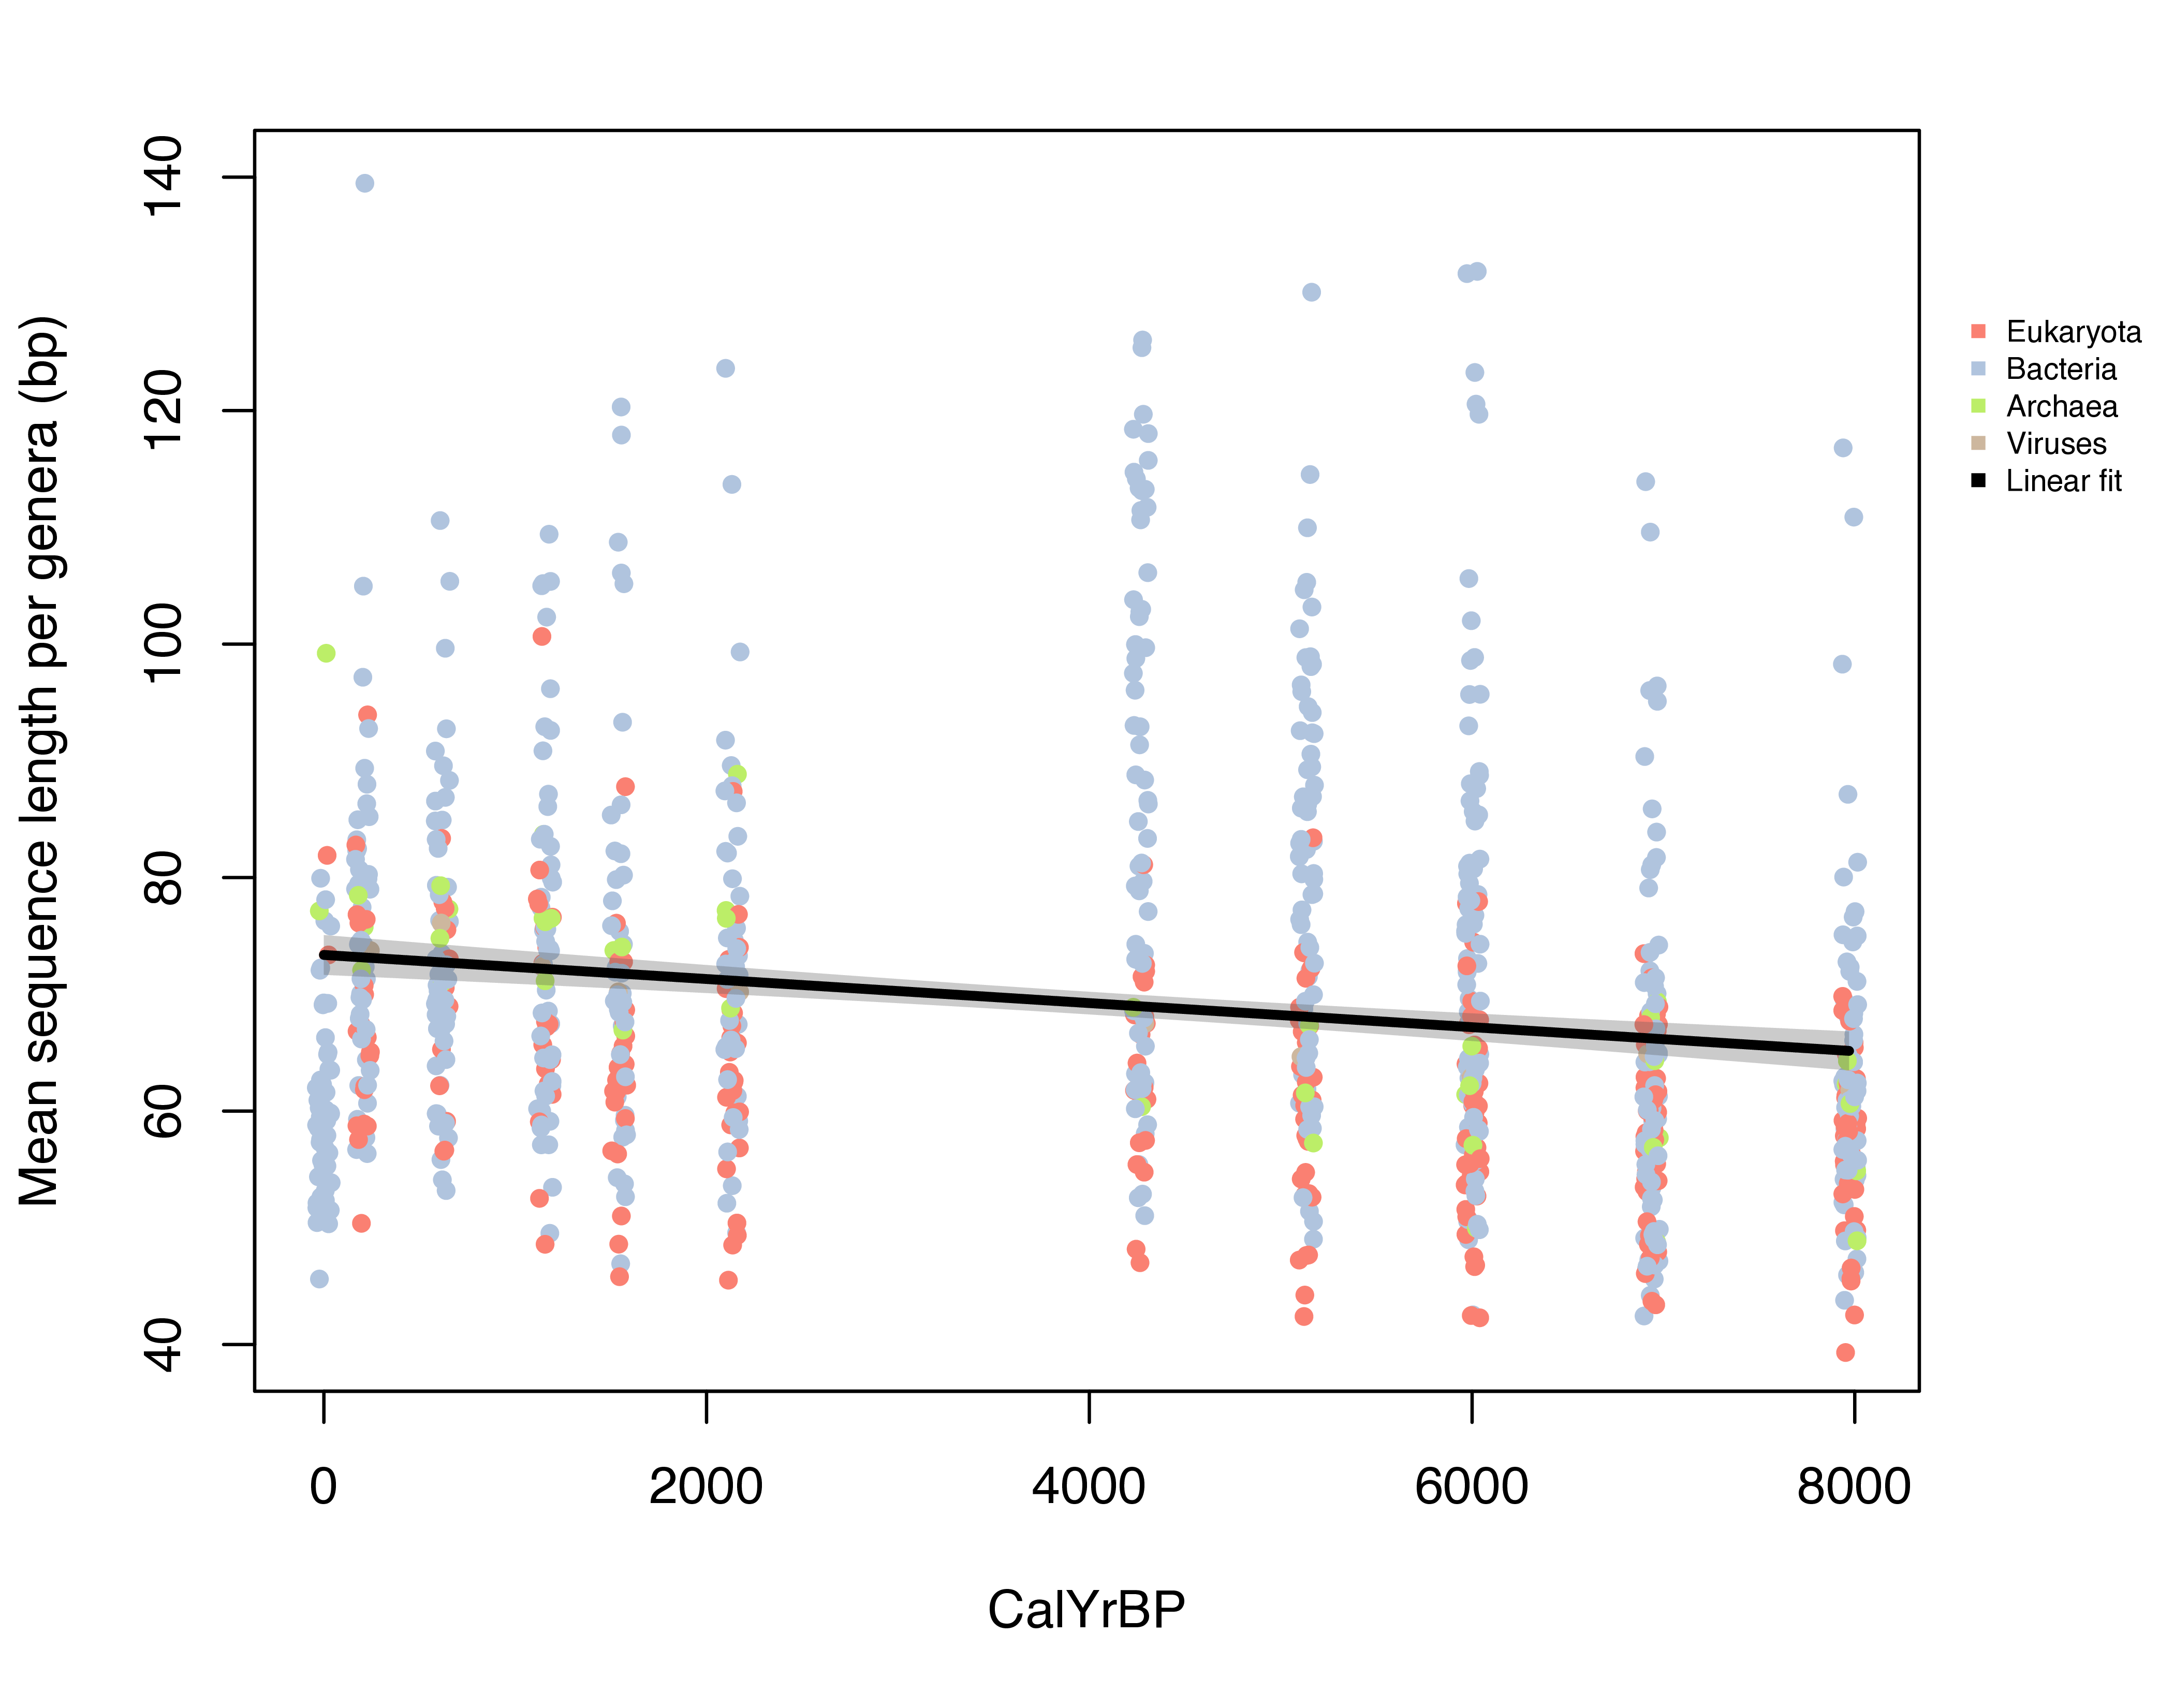 Mean sequence length per genera (bp)
140
120
100
80
60
40
0 2000 4000 6000 8000
CalYrBP
Eukaryota
Bacteria
Archaea
Viruses
Linear fit